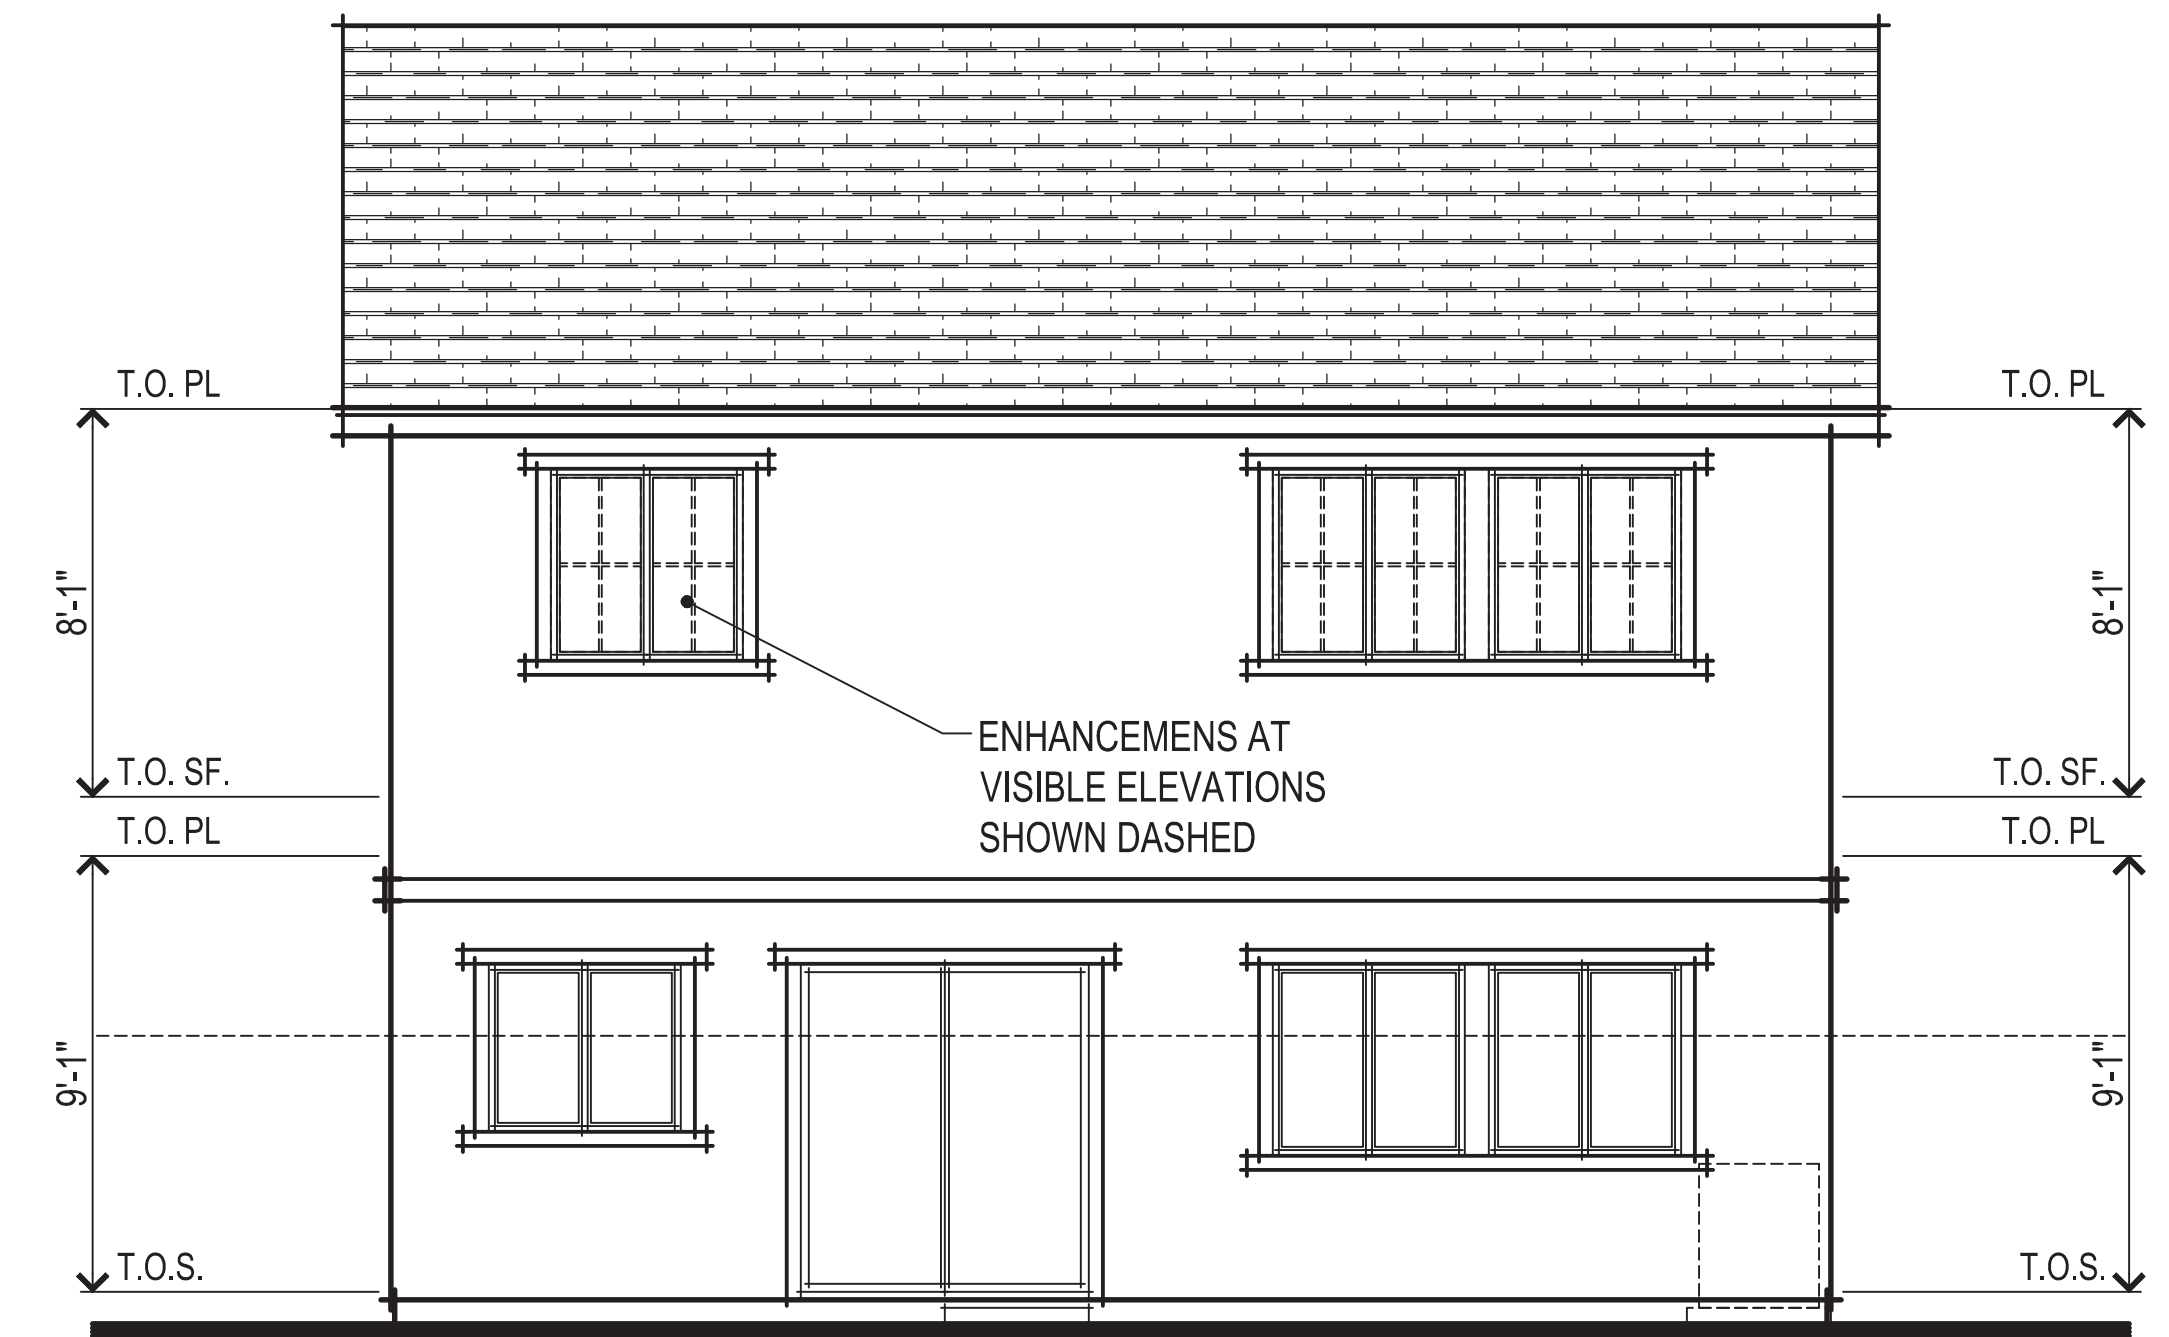 T.O. PL
T.O. PL
8'-1"
8'-1"
ENHANCEMENS AT
VISIBLE ELEVATIONS
SHOWN DASHED
T.O. SF.
T.O. SF.
T.O. PL
T.O. PL
9'-1"
9'-1"
T.O.S.
T.O.S.